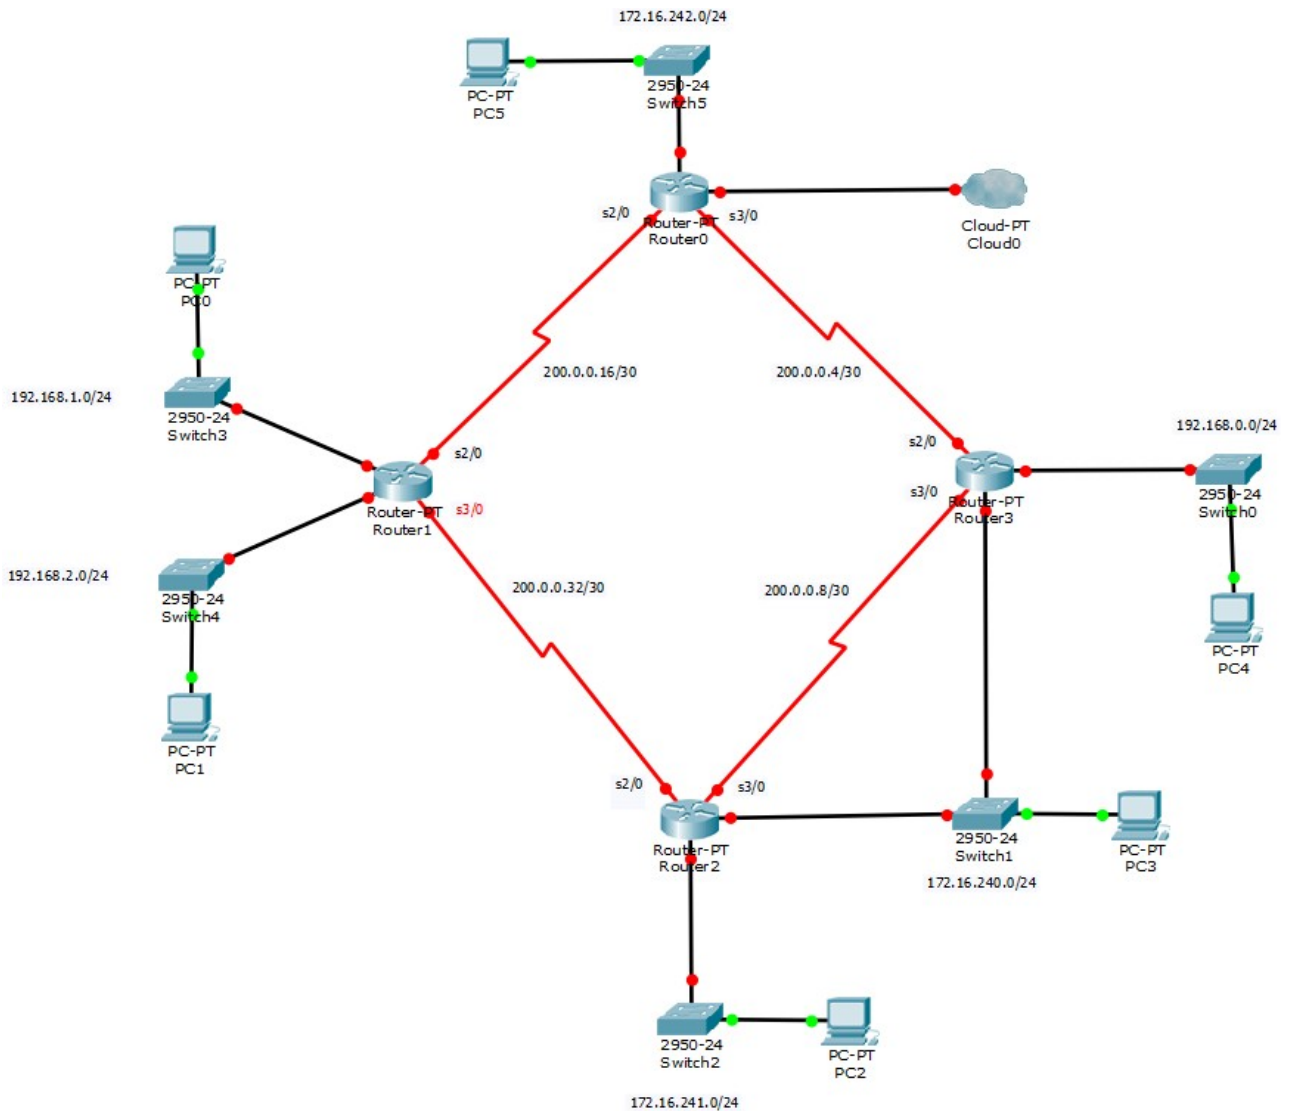 172.16.242.0/24
PC-PT
PC5
2950-24
Switch5
s2/0
s3/0
Router-PT
Router0
Cloud-PT
Cloud0
PC-PT
PC0
200.0.0.16/30
200.0.0.4/30
192.168.1.0/24
2950-24
Switch3
192.168.0.0/24
s2/0
s2/0
s3/0
s3/0
Router-PT
Router1
Router-PT
Router3
2950-24
Switch0
192.168.2.0/24
2950-24
Switch4
200.0.0.32/30
200.0.0.8/30
PC-PT
PC4
PC-PT
PC1
s2/0
s3/0
Router-PT
Router2
2950-24
Switch1
PC-PT
PC3
172.16.240.0/24
2950-24
Switch2
PC-PT
PC2
172.16.241.0/24